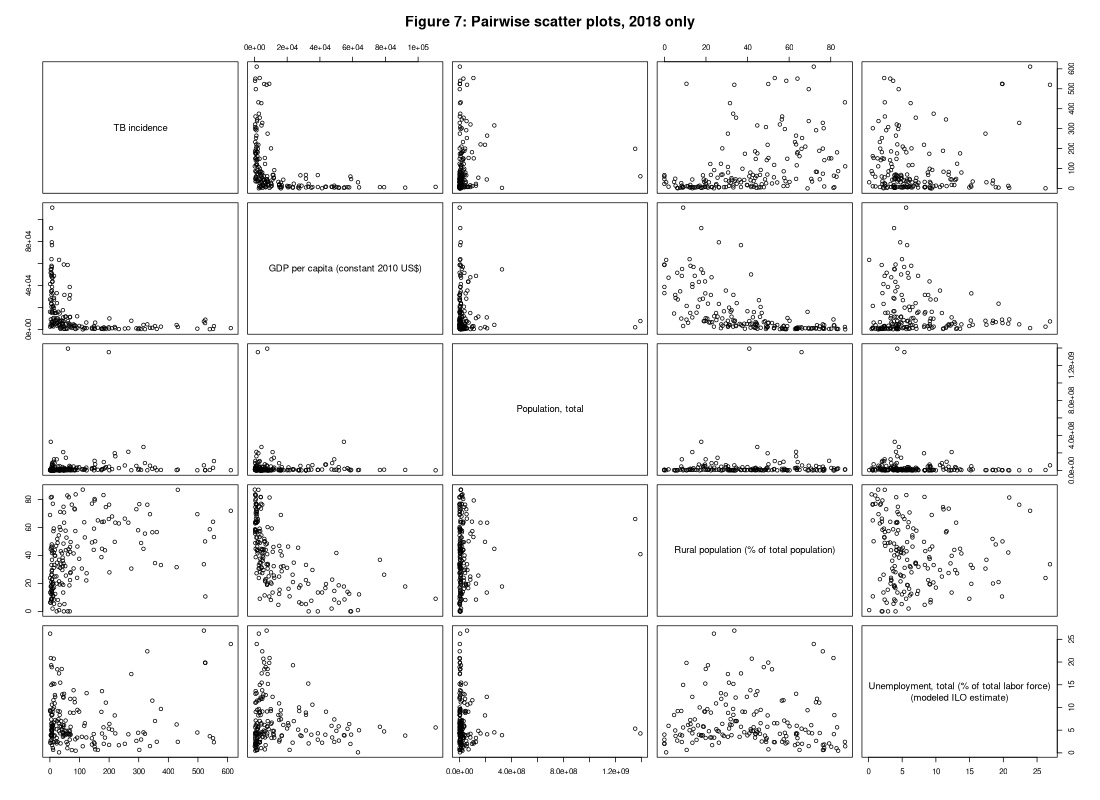 Figure 7: Pairwise scatter plots, 2018 only
0e+00 2e+04 4e+04 6e+04 8e+04 1e+05
0 20 40 60 80
TB incidence
0 100 200 300 400 500 600
GDP per capita (constant 2010 US$)
0e+00 4e+04 8e+04
Population, total
0.0e+00 4.0e+08 8.0e+08 1.2e+09
Rural population (% of total population)
0 20 40 60 80
Unemployment, total (% of total labor force)
(modeled ILO estimate)
0 5 10 15 20 25
0 100 200 300 400 500 600
0.0e+00 4.0e+08 8.0e+08 1.2e+09
0 5 10 15 20 25